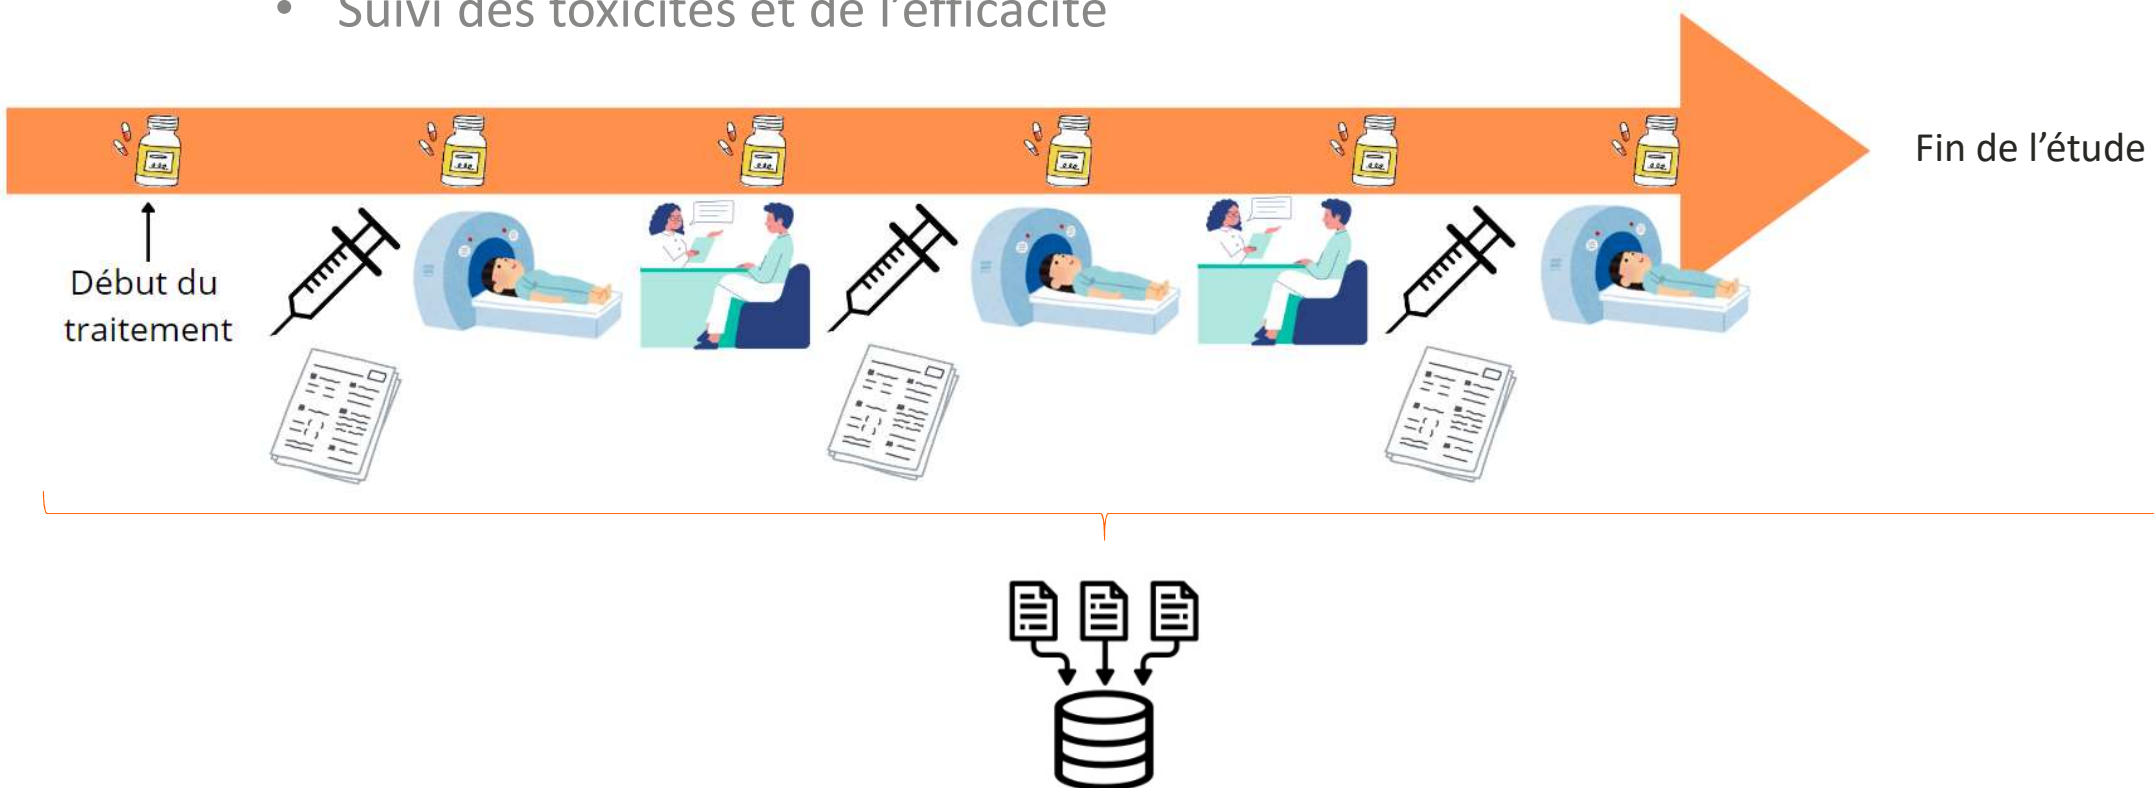 • Suivi des toxicités et de l'efficacité
Fin de l'étude
Début du
traitement